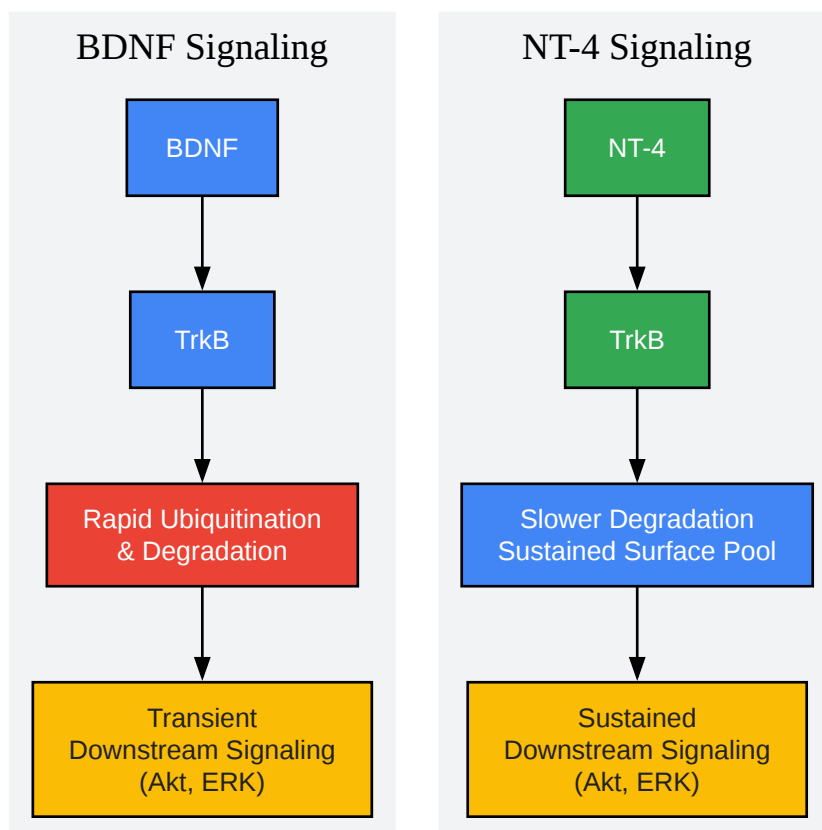 BDNF Signaling
BDNF
TrkB
Rapid Ubiquitination
& Degradation
Transient
Downstream Signaling
(Akt, ERK)
NT-4 Signaling
NT-4
TrkB
Slower Degradation
Sustained Surface Pool
Sustained
Downstream Signaling
(Akt, ERK)